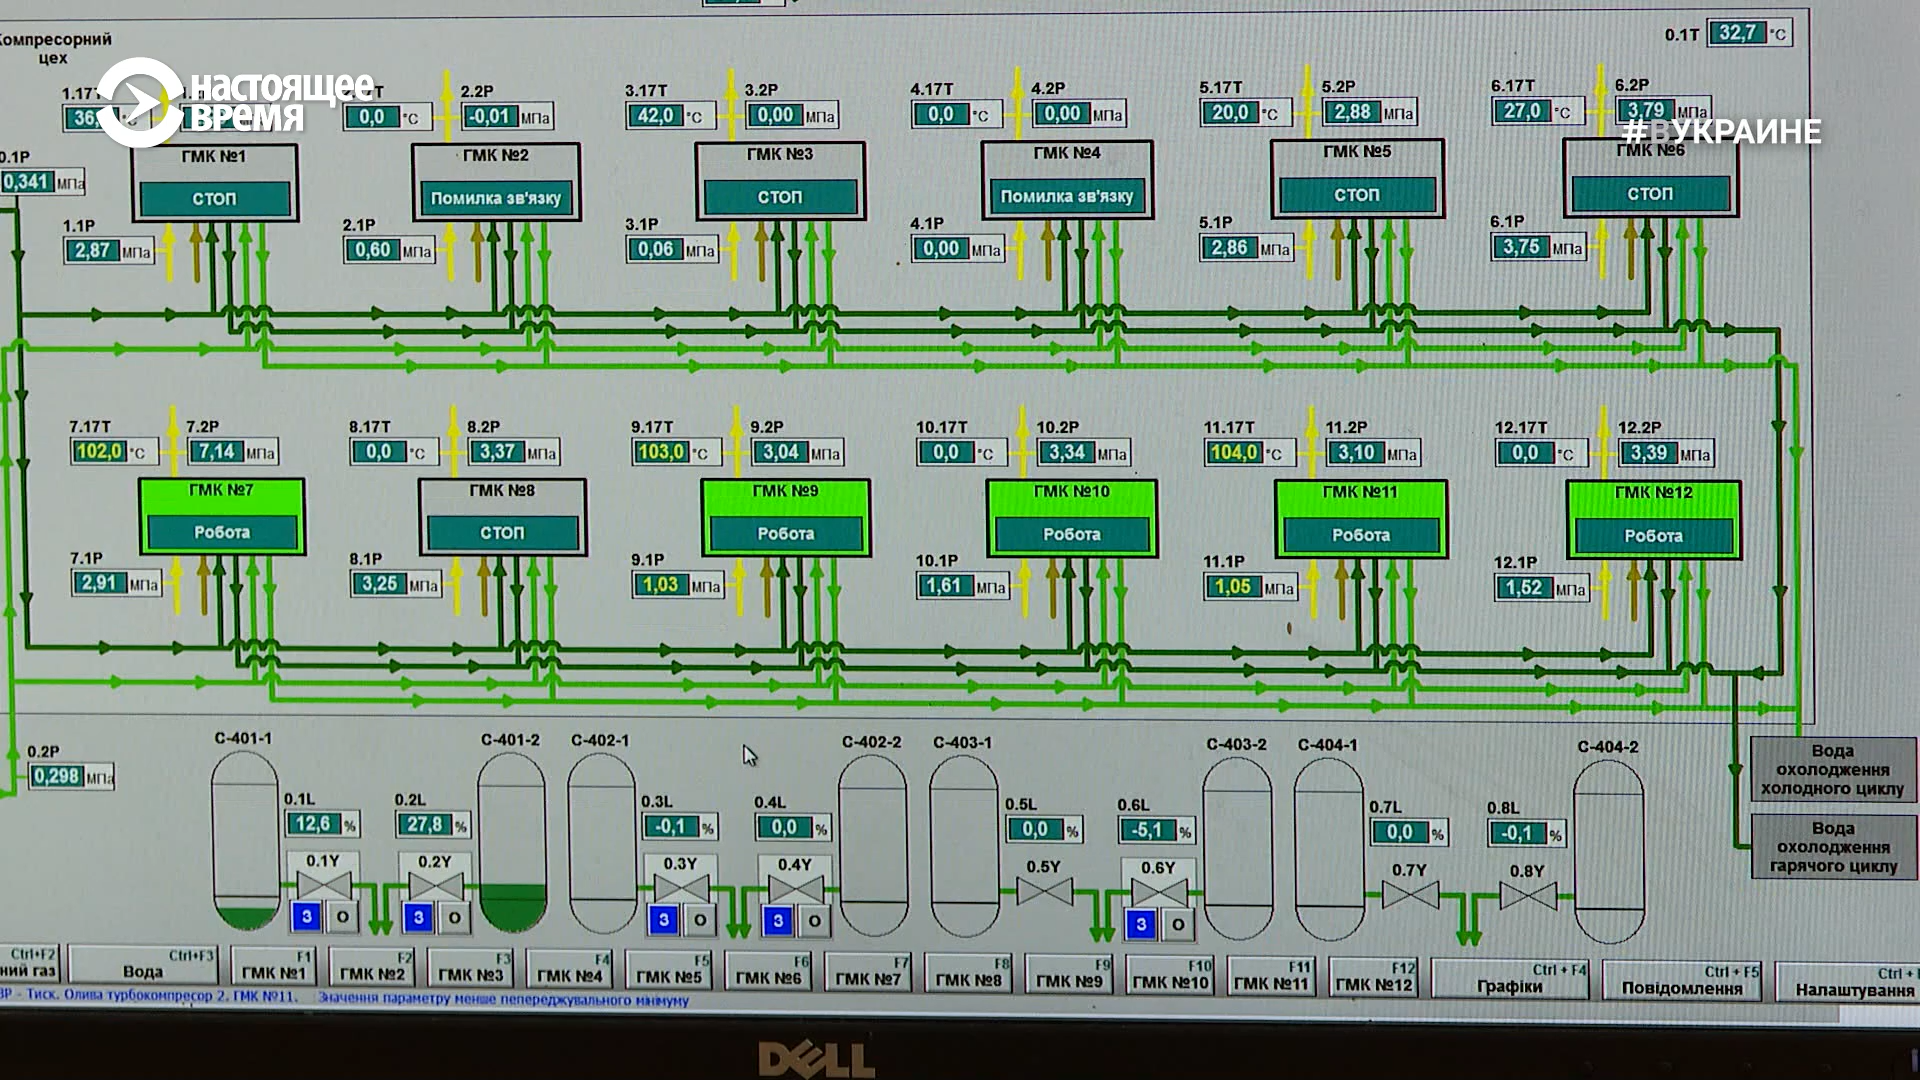 Компресорний
цех
НАСТОЯЩЕЕ
ВРЕМЯ
#ВУКРАИНЕ
0.1T 32,7 °C
1.17T
2.2P 3.17T 3.2P 4.17T 4.2P 5.17T 5.2P 6.17T 6.2P
0,0 °C -0,01 МПа 42,0 °C 0,00 МПа 0,0 °C 0,00 МПа 20,0 °C 2,88 МПа 27,0 °C 3,79 МПа
0.1P
0,341 МПа
ГМК №1 ГМК №2 ГМК №3 ГМК №4 ГМК №5 ГМК №6
СТОП Помилка зв'язку СТОП Помилка зв'язку СТОП СТОП
1.1P 2.1P 3.1P 4.1P 5.1P 6.1P
2,87 МПа 0,60 МПа 0,06 МПа 0,00 МПа 2,86 МПа 3,75 МПа
7.17T 7.2P 8.17T 8.2P 9.17T 9.2P 10.17T 10.2P 11.17T 11.2P 12.17T 12.2P
102,0 °C 7,14 МПа 0,0 °C 3,37 МПа 103,0 °C 3,04 МПа 0,0 °C 3,34 МПа 104,0 °C 3,10 МПа 0,0 °C 3,39 МПа
ГМК №7 ГМК №8 ГМК №9 ГМК №10 ГМК №11 ГМК №12
Робота СТОП Робота Робота Робота Робота
7.1P 8.1P 9.1P 10.1P 11.1P 12.1P
2,91 МПа 3,25 МПа 1,03 МПа 1,61 МПа 1,05 МПа 1,52 МПа
0.2P
0,298 МПа
C-401-1 C-401-2 C-402-1 C-402-2 C-403-1 C-403-2 C-404-1 C-404-2
0.1L 0.2L 0.3L 0.4L 0.5L 0.6L 0.7L 0.8L
12,6 % 27,8 % -0,1 % 0,0 % 0,0 % -5,1 % 0,0 % -0,1 %
0.1Y 0.2Y 0.3Y 0.4Y 0.5Y 0.6Y 0.7Y 0.8Y
З О З О З О З О З О
Вода
охолодження
холодного циклу
Вода
охолодження
гарячого циклу
Ctrl+F2 Ctrl+F3 F1 F2 F3 F4 F5 F6 F7 F8 F9 F10 F11 F12 Ctrl + F4 Ctrl + F5 Ctrl +
ний газ Вода ГМК №1 ГМК №2 ГМК №3 ГМК №4 ГМК №5 ГМК №6 ГМК №7 ГМК №8 ГМК №9 ГМК №10 ГМК №11 ГМК №12 Графіки Повідомлення Налаштування
- Тиск. Олива турбокомпресор 2. ГМК №11. Значення параметру менше пепереджувального мінімуму
DELL